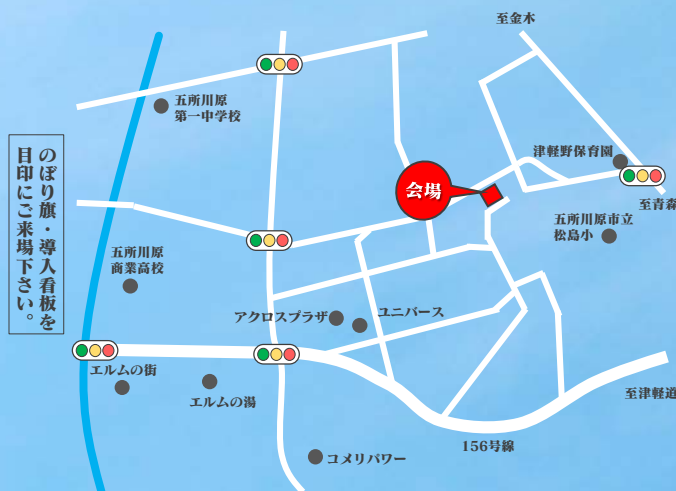 至金木
五所川原
第一中学校
津軽野保育園
会場
至青森
五所川原市立
松島小
のぼり旗・導入看板を
目印にご来場下さい。
五所川原
商業高校
アクロスプラザ
ユニバース
エルムの街
エルムの湯
至津軽道
156号線
コメリパワー